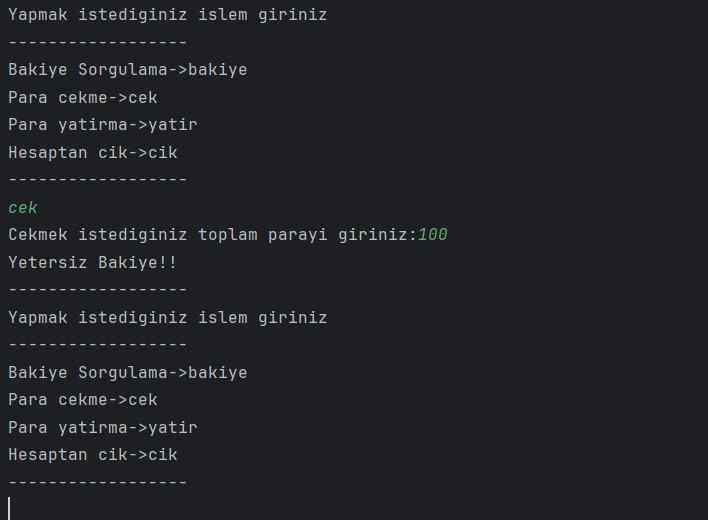 Yapmak istediginiz islem giriniz
------------------
Bakiye Sorgulama->bakiye
Para cekme->cek
Para yatirma->yatir
Hesaptan cik->cik
------------------
cek
Cekmek istediginiz toplam parayi giriniz:100
Yetersiz Bakiye!!
------------------
Yapmak istediginiz islem giriniz
------------------
Bakiye Sorgulama->bakiye
Para cekme->cek
Para yatirma->yatir
Hesaptan cik->cik
------------------